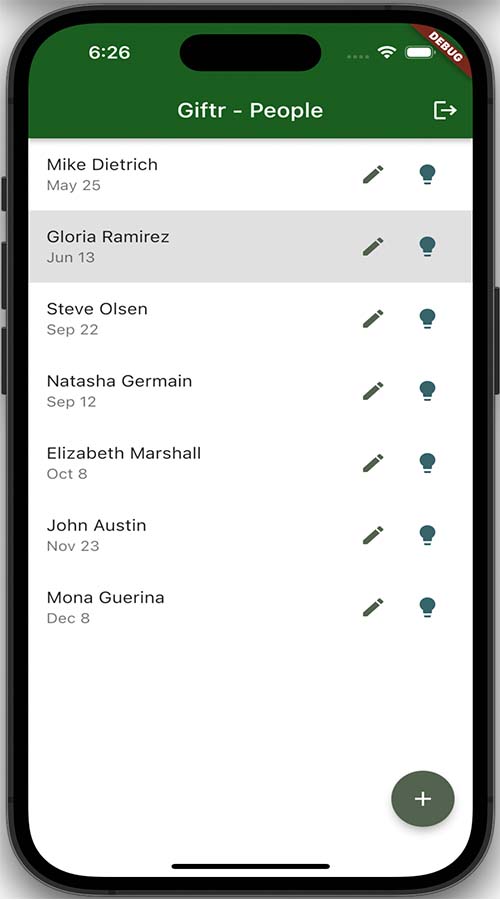 6:26
DEBUG
Giftr - People
Mike Dietrich
May 25
Gloria Ramirez
Jun 13
Steve Olsen
Sep 22
Natasha Germain
Sep 12
Elizabeth Marshall
Oct 8
John Austin
Nov 23
Mona Guerina
Dec 8